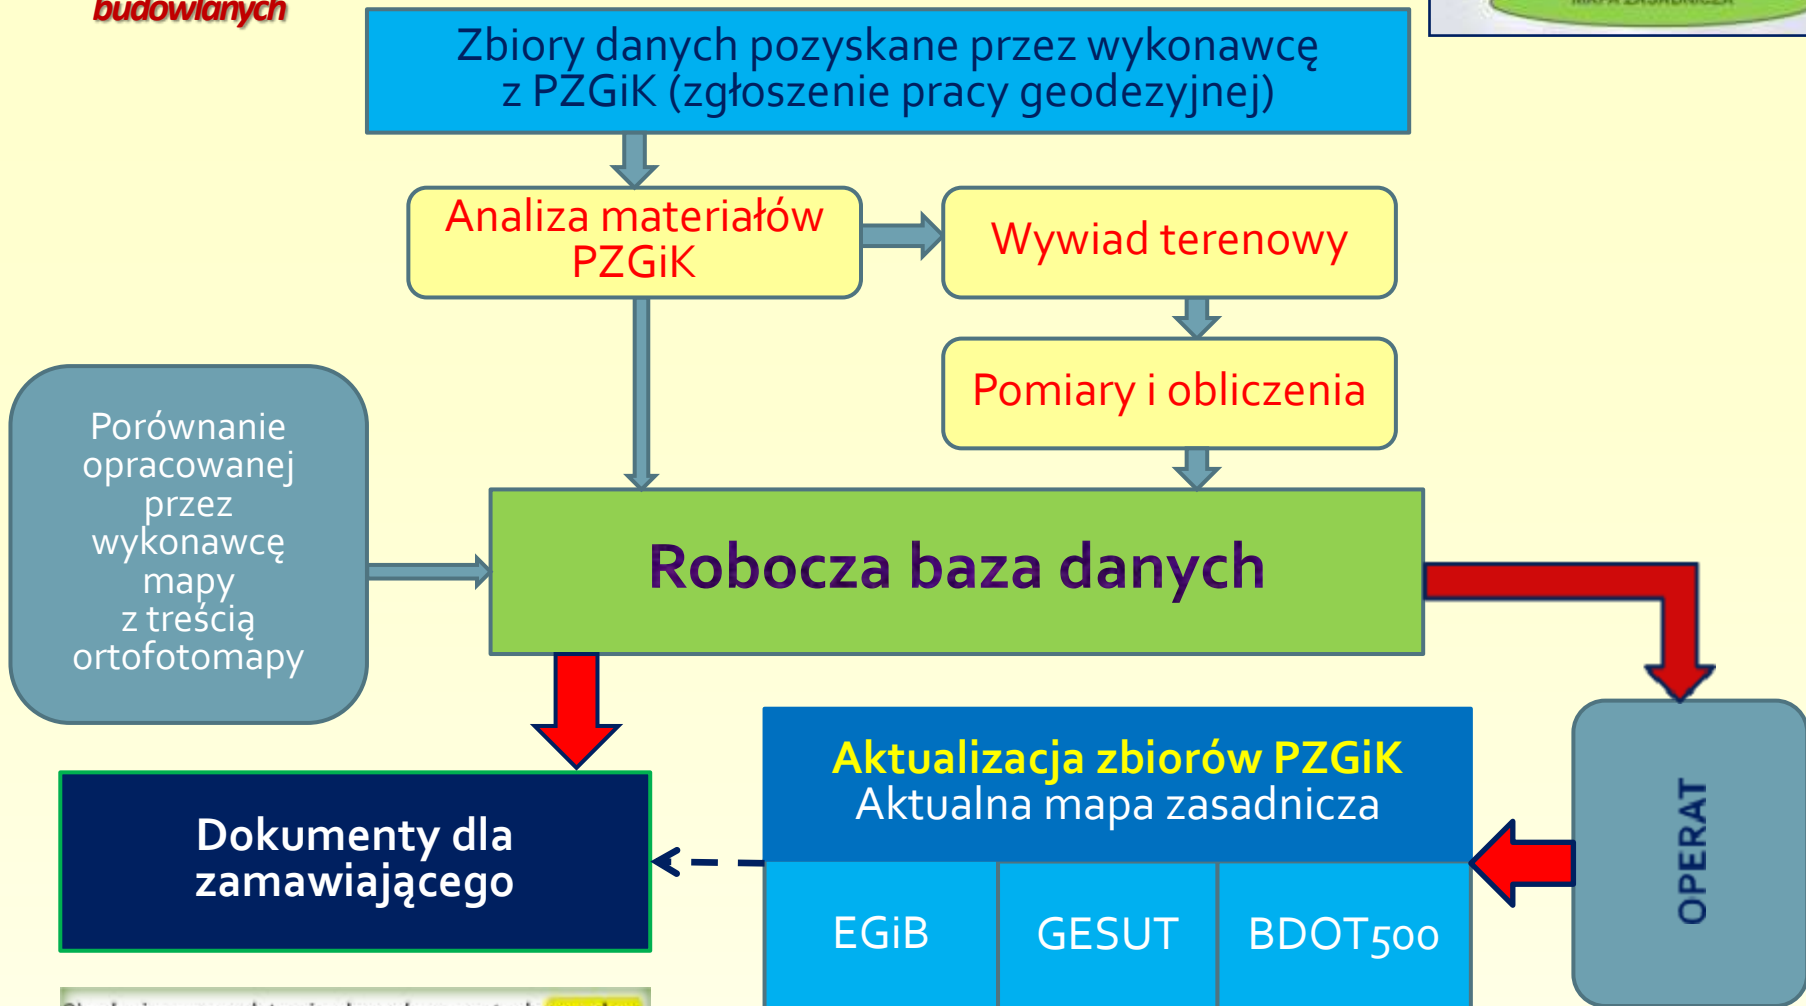 budowlanych
MAPA ZASADNICZA
Zbiory danych pozyskane przez wykonawcę
z PZGiK (zgłoszenie pracy geodezyjnej)
Analiza materiałów
PZGiK
Wywiad terenowy
Pomiary i obliczenia
Porównanie
opracowanej
przez
wykonawcę
mapy
z treścią
ortofotomapy
Robocza baza danych
Dokumenty dla
zamawiającego
Aktualizacja zbiorów PZGiK
Aktualna mapa zasadnicza
EGiB
GESUT
BDOT500
OPERAT